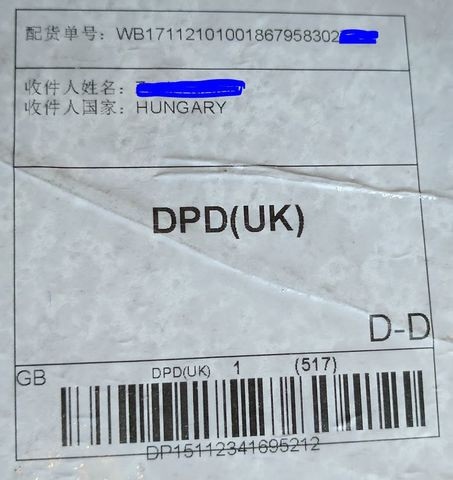 配货单号：WB17112101001867958302
收件人姓名：
收件人国家：HUNGARY
DPD(UK)
D-D
GB DPD(UK) 1 (517)
DP15112341695212